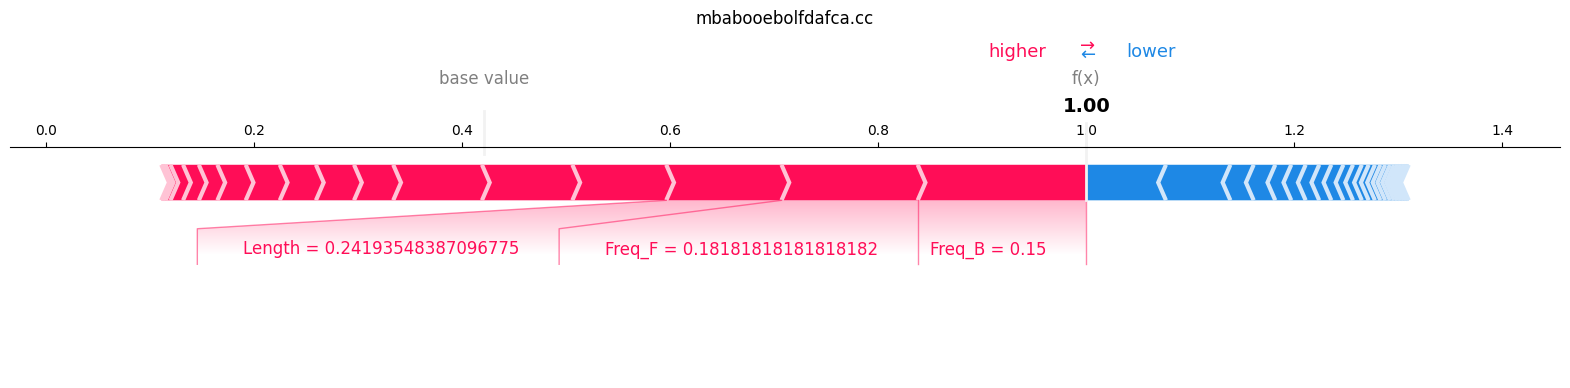 mbabooebolfdafca.cc
higher ⇄ lower
base value f(x)
1.00
0.0 0.2 0.4 0.6 0.8 1.0 1.2 1.4
Length = 0.24193548387096775 Freq_F = 0.18181818181818182 Freq_B = 0.15